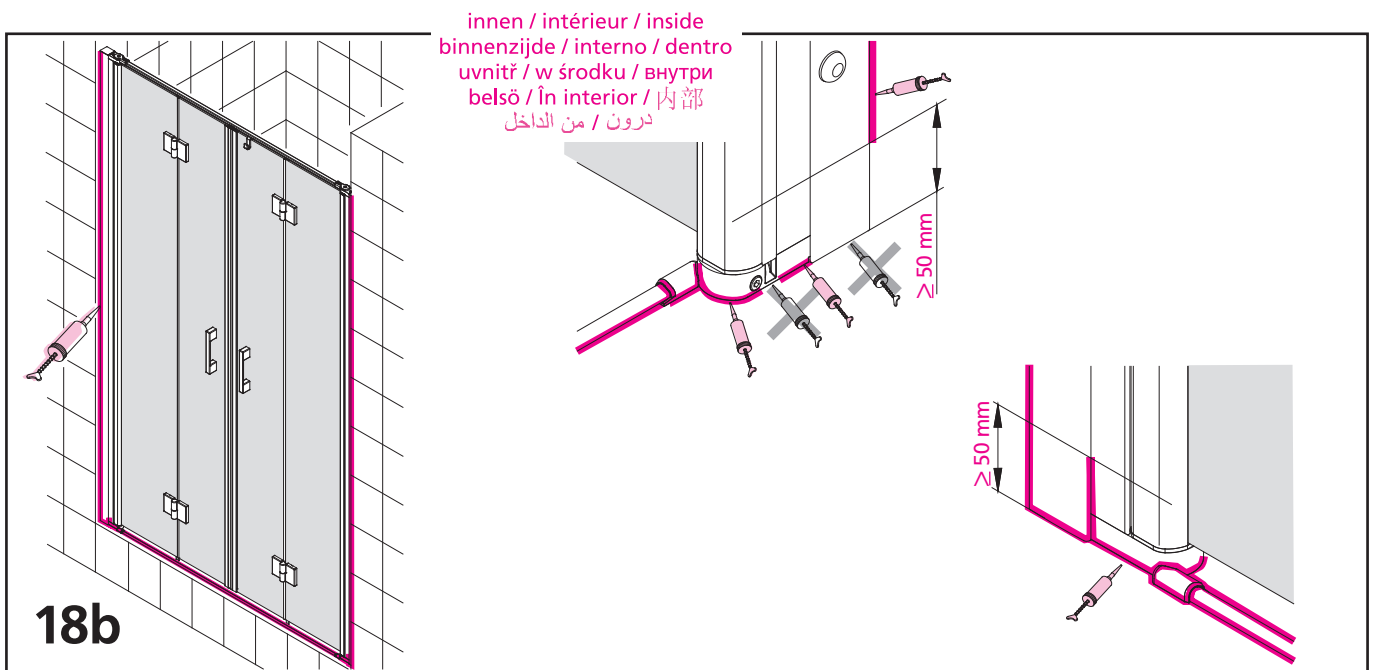 innen / intérieur / inside
binnenzijde / interno / dentro
uvnitř / w środku / внутри
belsö / În interior / 内部
درون / من الداخل
≥ 50 mm
≥ 50 mm
18b